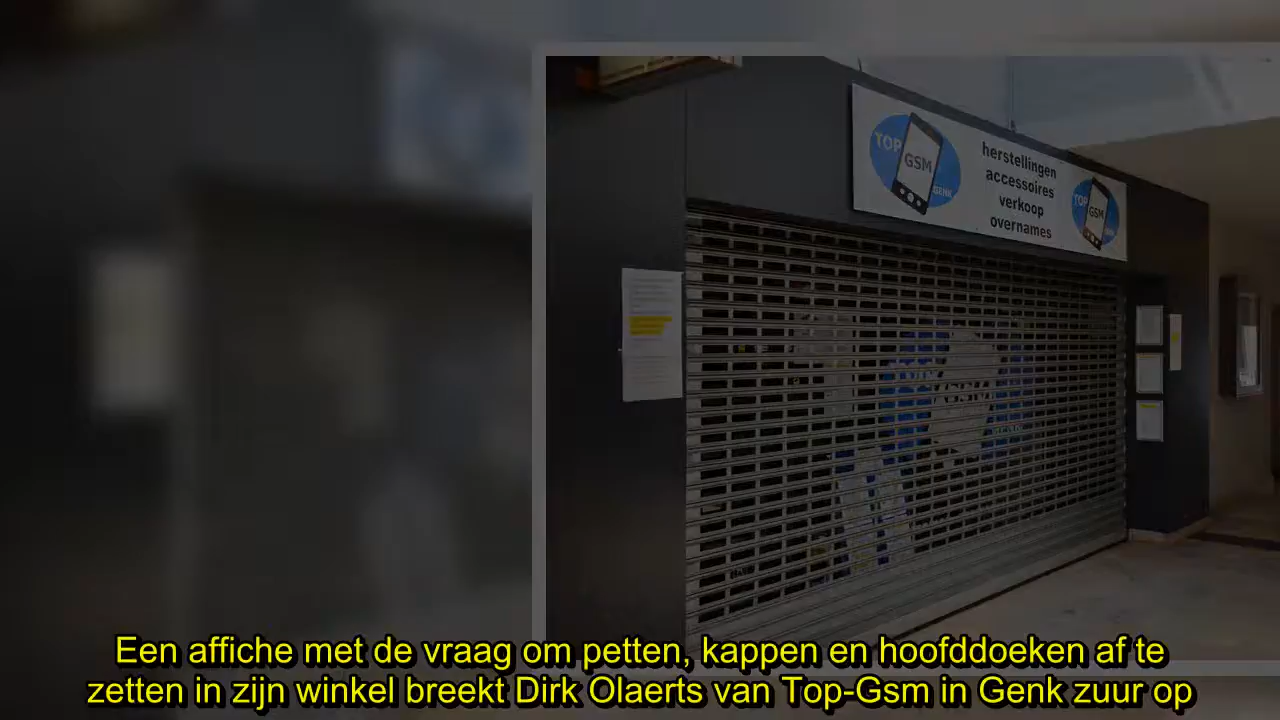 TOP
GSM
GENK
herstellingen
accessoires
verkoop
overnames
TOP
GSM
GSM
Een affiche met de vraag om petten, kappen en hoofddoeken af te
zetten in zijn winkel breekt Dirk Olaerts van Top-Gsm in Genk zuur op